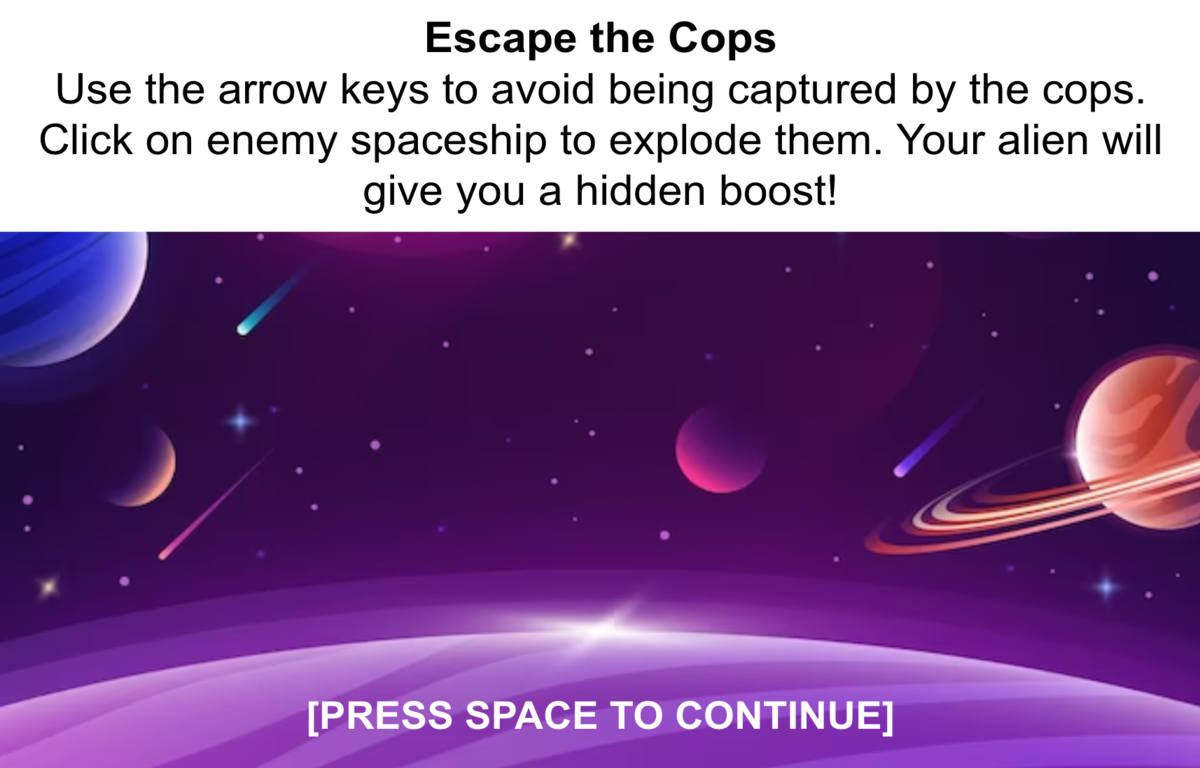 Escape the Cops
Use the arrow keys to avoid being captured by the cops.
Click on enemy spaceship to explode them. Your alien will
give you a hidden boost!
[PRESS SPACE TO CONTINUE]